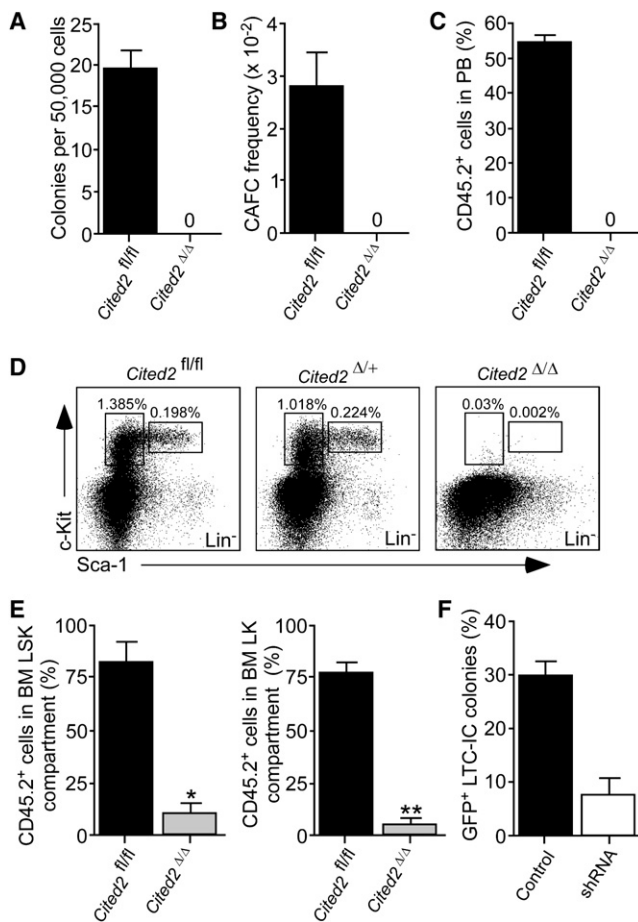 A
Colonies per 50,000 cells
25
20
15
10
5
0
0
Cited2 fl/fl
Cited2 Δ/Δ
B
CAFC frequency (x 10-2)
4
3
2
1
0
0
Cited2 fl/fl
Cited2 Δ/Δ
C
CD45.2+ cells in PB (%)
60
50
40
30
20
10
0
0
Cited2 fl/fl
Cited2 Δ/Δ
D
Cited2 fl/fl
Cited2 Δ/+
Cited2 Δ/Δ
1.385%
0.198%
1.018%
0.224%
0.03%
0.002%
Lin-
Lin-
Lin-
c-Kit
Sca-1
E
CD45.2+ cells in BM LSK
compartment (%)
100
75
50
25
0
*
Cited2 fl/fl
Cited2 Δ/Δ
CD45.2+ cells in BM LK
compartment (%)
100
75
50
25
0
**
Cited2 fl/fl
Cited2 Δ/Δ
F
GFP+ LTC-IC colonies (%)
40
30
20
10
0
Control
shRNA